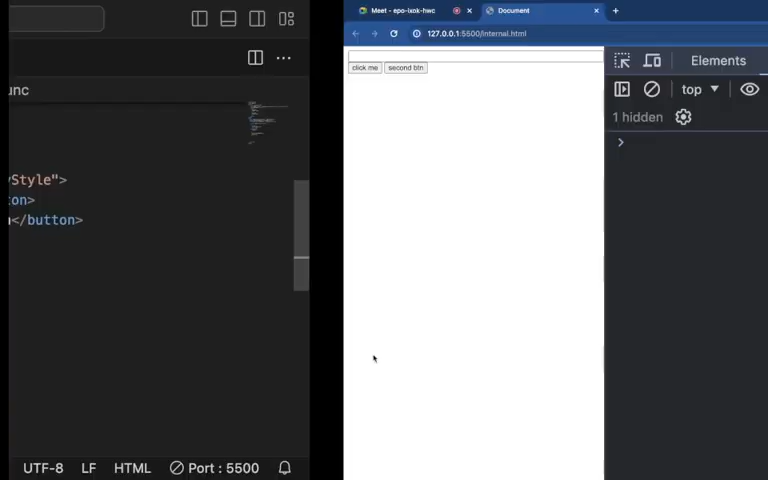 unc
yStyle">
ton>
</button>
UTF-8 LF HTML Port : 5500
Meet - epo-ixok-hwc
Document
127.0.0.1:5500/internal.html
click me second btn
Elements
top
1 hidden